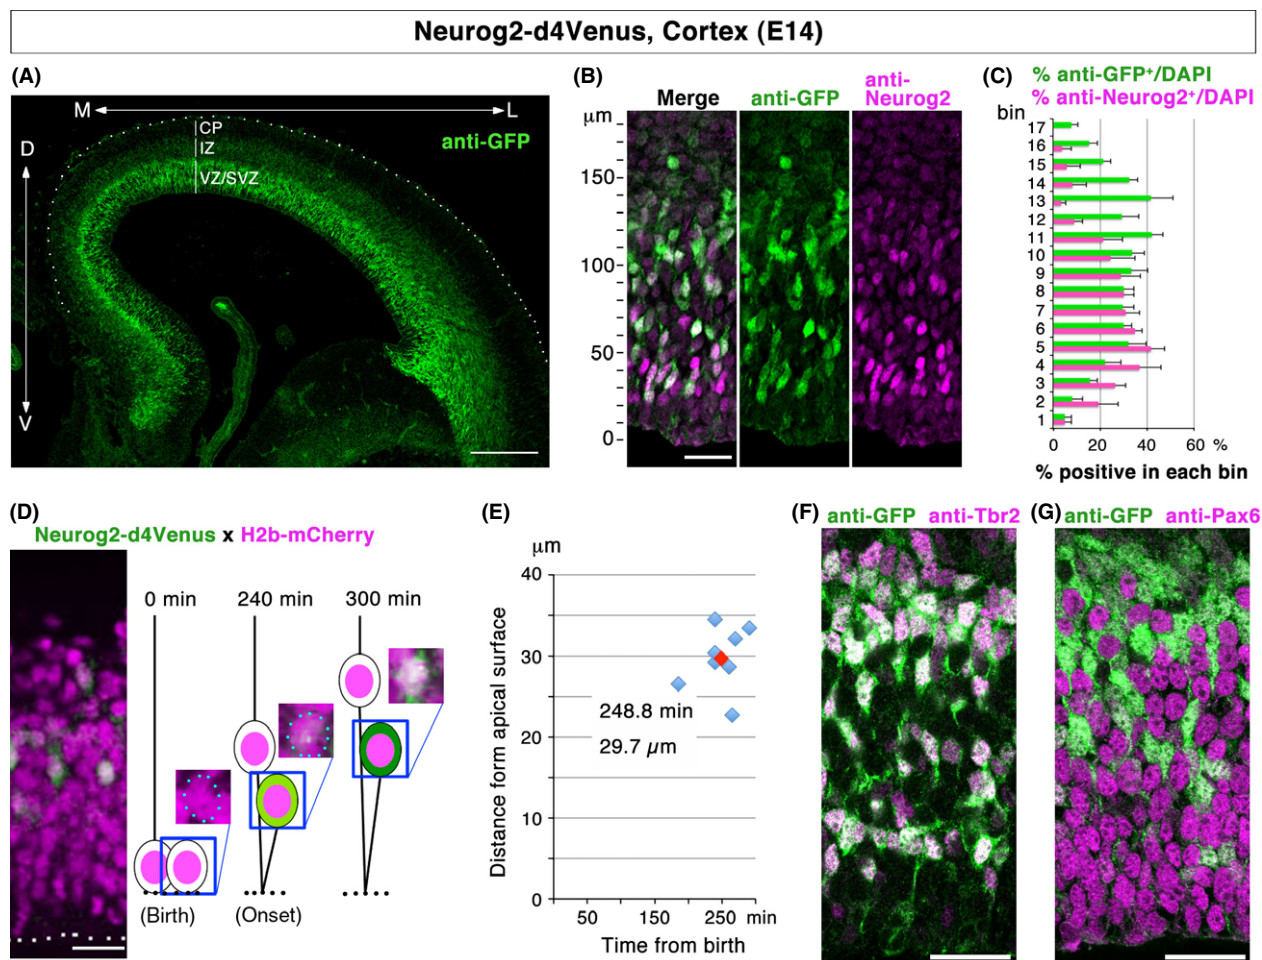 Neurog2-d4Venus, Cortex (E14)
(A)
M
L
D
V
CP
IZ
VZ/SVZ
anti-GFP
(B)
Merge
anti-GFP
anti-
Neurog2
µm
150
100
50
0
(C)
% anti-GFP⁺/DAPI
% anti-Neurog2⁺/DAPI
bin
17
16
15
14
13
12
11
10
9
8
7
6
5
4
3
2
1
0 20 40 60 %
% positive in each bin
(D)
Neurog2-d4Venus x H2b-mCherry
0 min
240 min
300 min
(Birth)
(Onset)
(E)
µm
40
30
20
10
0
Distance form apical surface
248.8 min
29.7 µm
50 150 250 min
Time from birth
(F)
anti-GFP anti-Tbr2
(G)
anti-GFP anti-Pax6